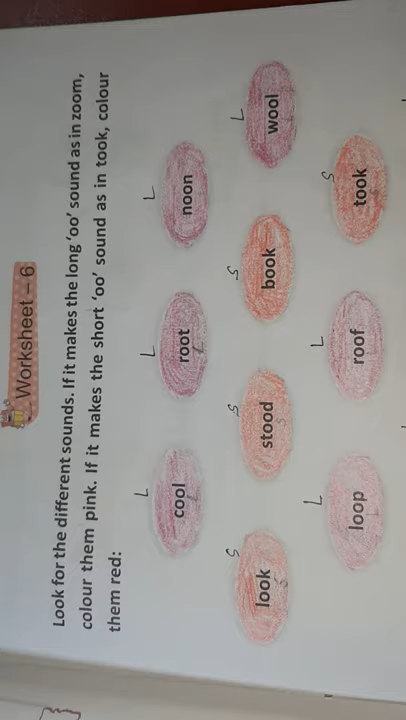 Worksheet – 6
Look for the different sounds. If it makes the long ‘oo’ sound as in zoom,
colour them pink. If it makes the short ‘oo’ sound as in took, colour
them red:
L L L
cool root noon
S S S L
look stood book wool
L L S
loop roof took